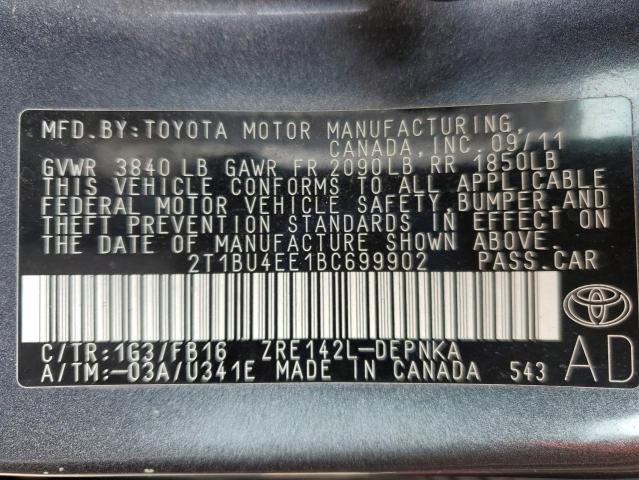 MFD.BY:TOYOTA MOTOR MANUFACTURING,
CANADA,INC.09/11
GVWR 3840 LB GAWR FR 2090LB RR 1850LB
THIS VEHICLE CONFORMS TO ALL APPLICABLE
FEDERAL MOTOR VEHICLE SAFETY, BUMPER, AND
THEFT PREVENTION STANDARDS IN EFFECT ON
THE DATE OF MANUFACTURE SHOWN ABOVE.
2T1BU4EE1BC699902 PASS.CAR
C/TR:1G3/FB16 ZRE142L-DEPNKA
A/TM:-03A/U341E MADE IN CANADA 543
TOYOTA
AD